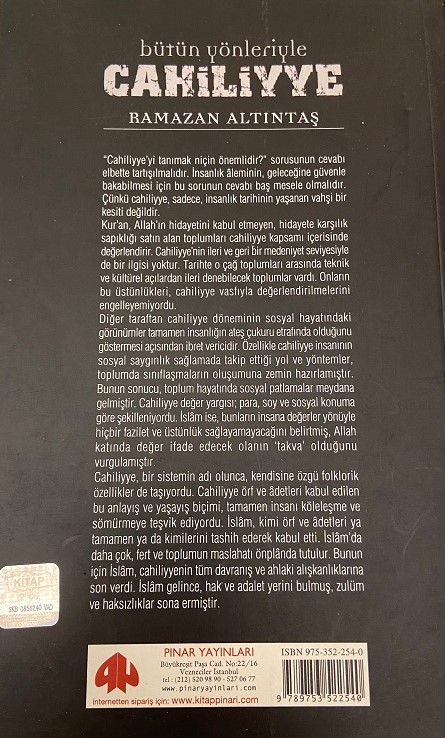 bütün yönleriyle
CAHİLİYYE
RAMAZAN ALTINTAŞ
"Cahiliyye'yi tanımak niçin önemlidir?" sorusunun cevabı
elbette tartışılmalıdır. İnsanlık âleminin, geleceğine güvenle
bakabilmesi için bu sorunun cevabı baş mesele olmalıdır.
Çünkü cahiliyye, sadece, insanlık tarihinin yaşanan vahşi bir
kesiti değildir.
Kur'an, Allah'ın hidayetini kabul etmeyen, hidayete karşılık
sapıklığı satın alan toplumları cahiliyye kapsamı içerisinde
değerlendirir. Cahiliyye'nin ileri ve geri bir medeniyet seviyesiyle
de bir ilgisi yoktur. Tarihte o çağ toplumları arasında teknik
ve kültürel açılardan ileri denebilecek toplumlar vardı. Onların
bu üstünlükleri, cahiliyye vasfıyla değerlendirilmelerini
engelleyemiyordu.
Diğer taraftan cahiliyye döneminin sosyal hayatındaki
görünümler tamamen insanlığın ateş çukuru etrafında olduğunu
göstermesi açısından ibret vericidir. Özellikle cahiliyye insanının
sosyal saygınlık sağlamada takip ettiği yol ve yöntemler,
toplumda sınıflaşmaların oluşumuna zemin hazırlamıştır.
Bunun sonucu, toplum hayatında sosyal patlamalar meydana
gelmiştir. Cahiliyye değer yargısı; para, soy ve sosyal konuma
göre şekilleniyordu. İslâm ise, bunların insana değerler yönüyle
hiçbir fazilet ve üstünlük sağlayamayacağını belirtmiş, Allah
katında değer ifade edecek olanın 'takva' olduğunu
vurgulamıştır.
Cahiliyye, bir sistemin adı olunca, kendisine özgü folklorik
özellikler de taşıyordu. Cahiliyye örf ve âdetleri kabul edilen
bu anlayış ve yaşayış biçimi, tamamen insanı köleleşme ve
sömürmeye teşvik ediyordu. İslâm, kimi örf ve âdetleri ya
tamamen ya da kimilerini tashih ederek kabul etti. İslâm'da
daha çok, fert ve toplumun maslahatı önplânda tutulur. Bunun
için İslâm, cahiliyyenin tüm davranış ve ahlaki alışkanlıklarına
son verdi. İslâm gelince, hak ve adalet yerini bulmuş, zulüm
ve haksızlıklar sona ermiştir.
KİTAP
SKB 0858240 VAD
PINAR YAYINLARI
Büyükreşit Paşa Cad. No:22/16
Vezneciler İstanbul
tel : (212) 520 98 90 - 527 06 77
www.pinaryayinlari.com
internetten sipariş için: www.kitappinari.com
ISBN 975-352-254-0
9 789753 522540